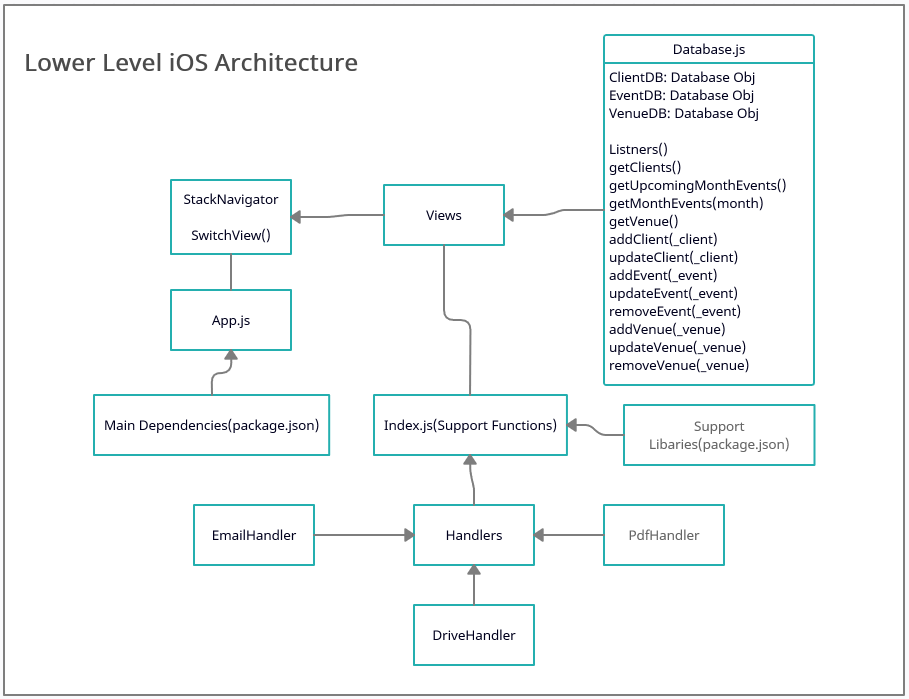 Lower Level iOS Architecture
Database.js
ClientDB: Database Obj
EventDB: Database Obj
VenueDB: Database Obj
Listners()
getClients()
getUpcomingMonthEvents()
getMonthEvents(month)
getVenue()
addClient(_client)
updateClient(_client)
addEvent(_event)
updateEvent(_event)
removeEvent(_event)
addVenue(_venue)
updateVenue(_venue)
removeVenue(_venue)
StackNavigator
SwitchView()
Views
App.js
Main Dependencies(package.json)
Index.js(Support Functions)
Support
Libaries(package.json)
EmailHandler
Handlers
PdfHandler
DriveHandler